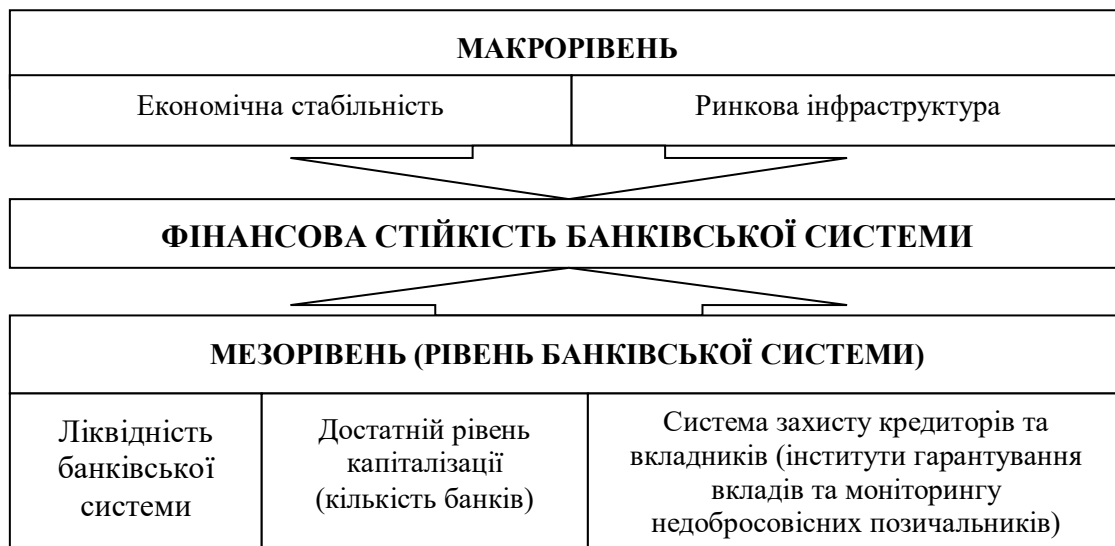 МАКРОРІВЕНЬ
Економічна стабільність
Ринкова інфраструктура
ФІНАНСОВА СТІЙКІСТЬ БАНКІВСЬКОЇ СИСТЕМИ
МЕЗОРІВЕНЬ (РІВЕНЬ БАНКІВСЬКОЇ СИСТЕМИ)
Ліквідність
банківської
системи
Достатній рівень
капіталізації
(кількість банків)
Система захисту кредиторів та
вкладників (інститути гарантування
вкладів та моніторингу
недобросовісних позичальників)